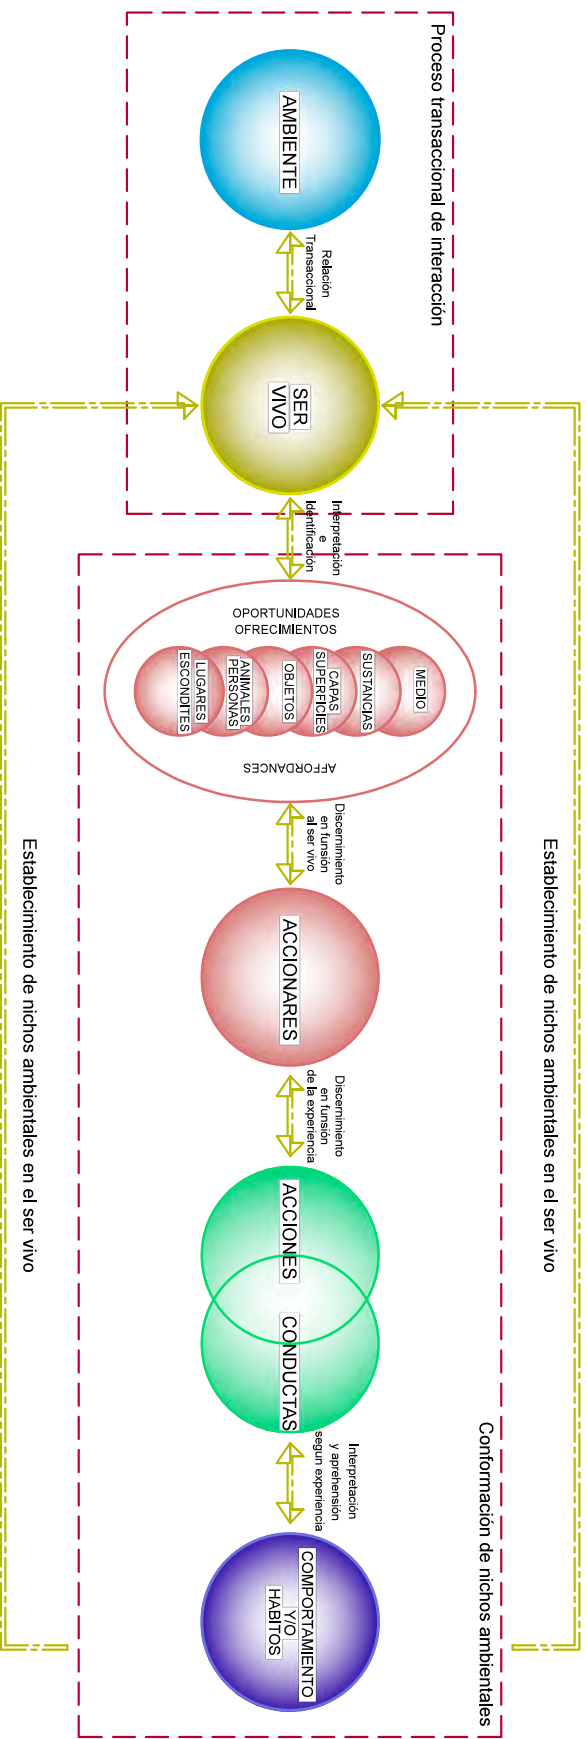 Proceso transaccional de interacción
AMBIENTE
Relación
Transaccional
SER
VIVO
Interpretación
e
Identificación
OPORTUNIDADES
OFRECIMIENTOS
MEDIO
SUSTANCIAS
CAPAS
SUPERFICIES
OBJETOS
ANIMALES
PERSONAS
LUGARES
ESCONDITES
AFFORDANCES
Discernimiento
en funsión
al ser vivo
ACCIONARES
Discernimiento
en funsión
de la experiencia
ACCIONES
CONDUCTAS
Interpretación
y aprehensión
segun experiencia
COMPORTAMIENTO
Y/O
HABITOS
Conformación de nichos ambientales
Establecimiento de nichos ambientales en el ser vivo
Establecimiento de nichos ambientales en el ser vivo